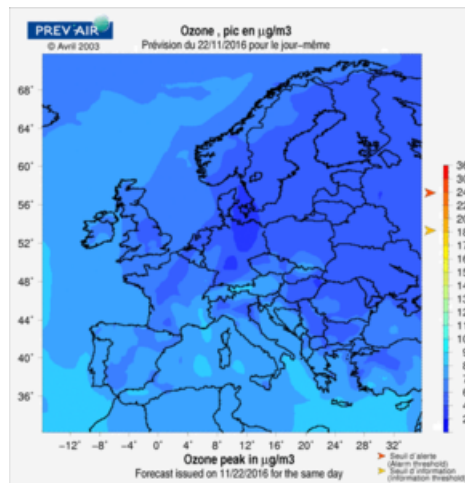 PREV'AIR
© Avril 2003
Ozone , pic en µg/m3
Prévision du 22/11/2016 pour le jour-même
68°
64°
60°
56°
52°
48°
44°
40°
36°
-12° -8° -4° 0° 4° 8° 12° 16° 20° 24° 28° 32°
Ozone peak in µg/m3
Forecast issued on 11/22/2016 for the same day
Seuil d'alerte
(Alarm threshold)
Seuil d'information
(Information threshold)